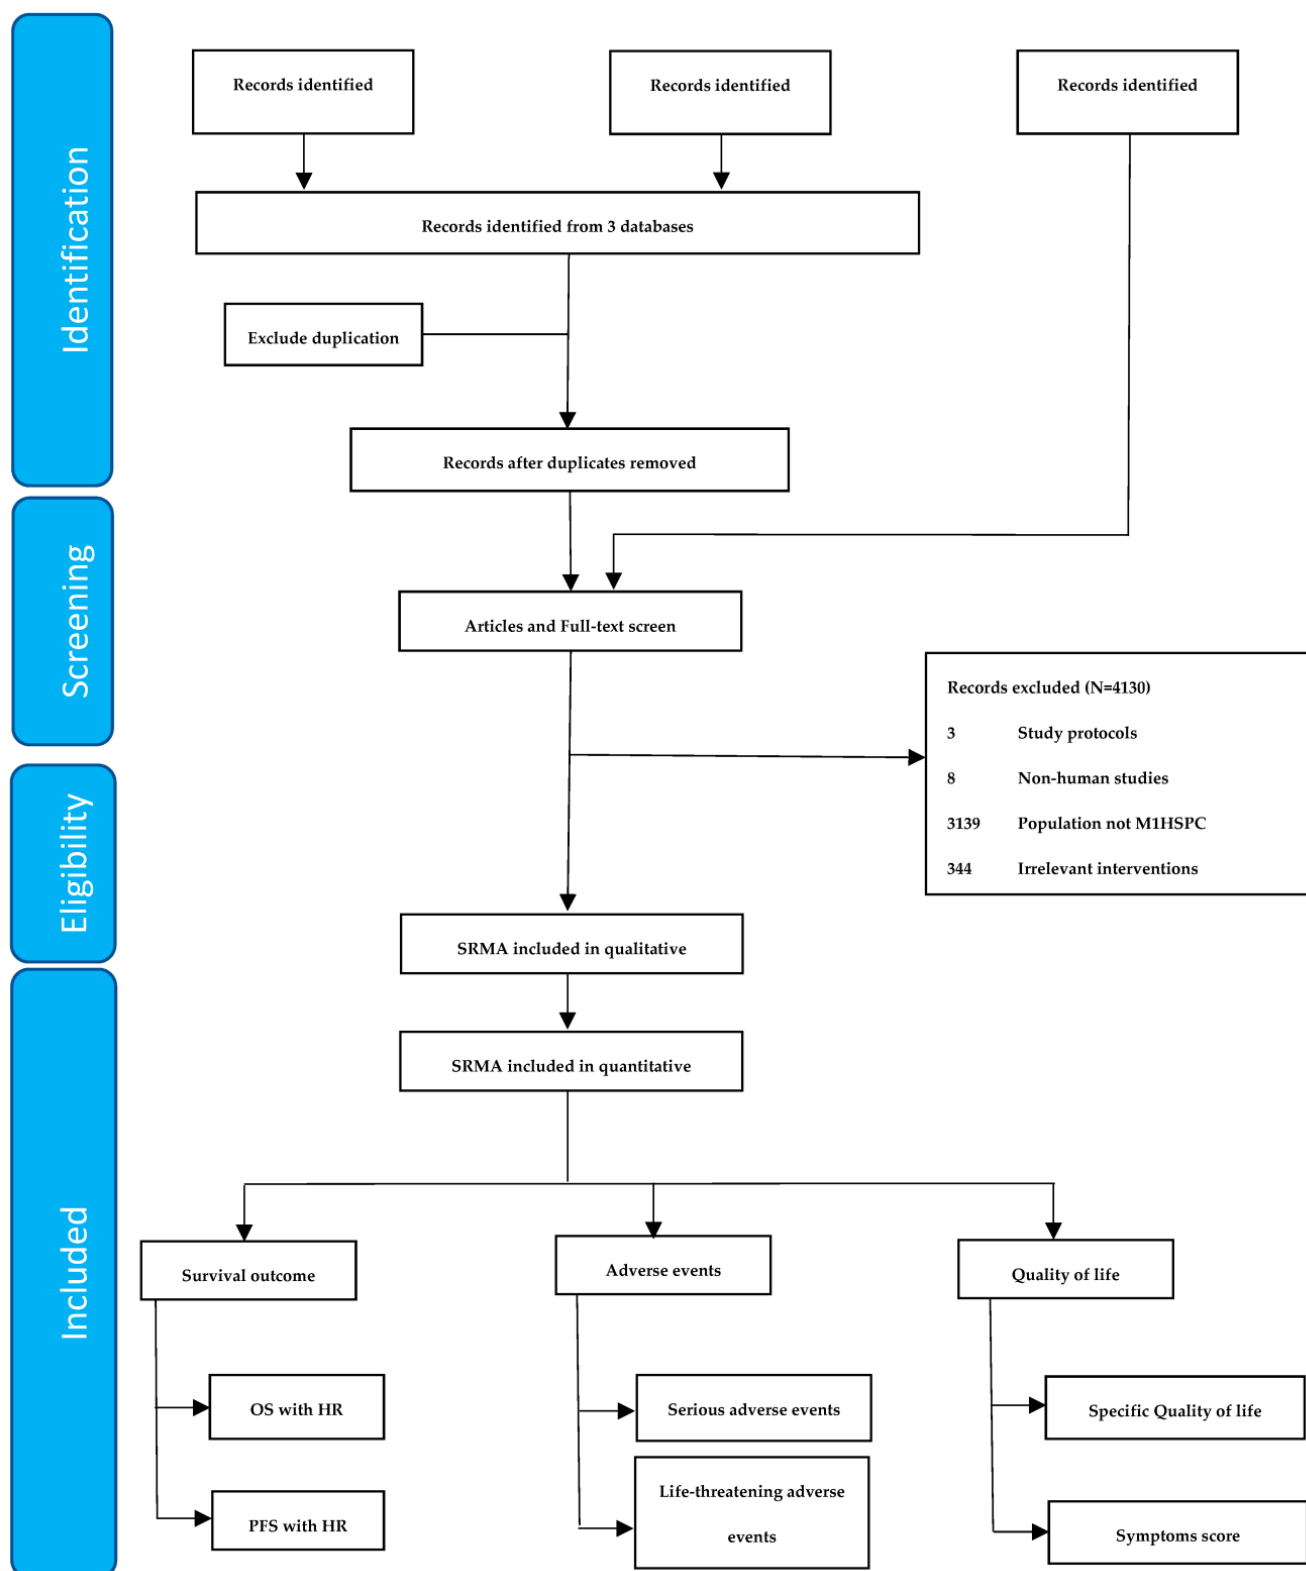 Identification
Records identified
Records identified
Records identified
Records identified from 3 databases
Exclude duplication
Records after duplicates removed
Screening
Articles and Full-text screen
Records excluded (N=4130)
3 Study protocols
8 Non-human studies
3139 Population not M1HSPC
344 Irrelevant interventions
Eligibility
SRMA included in qualitative
Included
SRMA included in quantitative
Survival outcome
Adverse events
Quality of life
OS with HR
Serious adverse events
Specific Quality of life
PFS with HR
Life-threatening adverse
events
Symptoms score